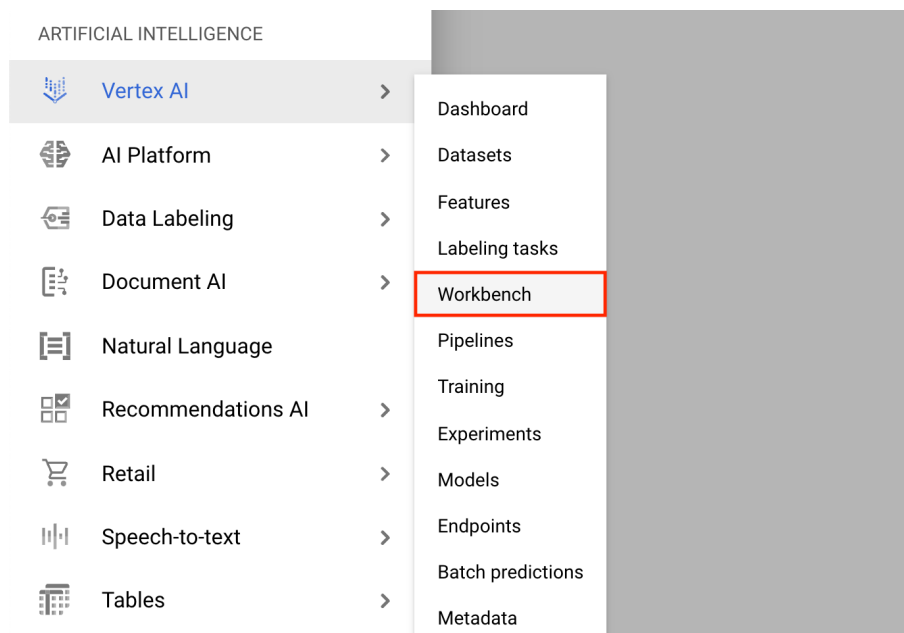 ARTIFICIAL INTELLIGENCE
Vertex AI
AI Platform
Data Labeling
Document AI
Natural Language
Recommendations AI
Retail
Speech-to-text
Tables
Dashboard
Datasets
Features
Labeling tasks
Workbench
Pipelines
Training
Experiments
Models
Endpoints
Batch predictions
Metadata